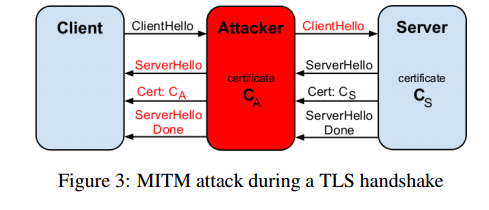 Client
ClientHello
Attacker
ClientHello
Server
ServerHello
certificate
ServerHello
certificate
Cert: CA
CA
Cert: CS
CS
ServerHello
Done
ServerHello
Done
Figure 3: MITM attack during a TLS handshake